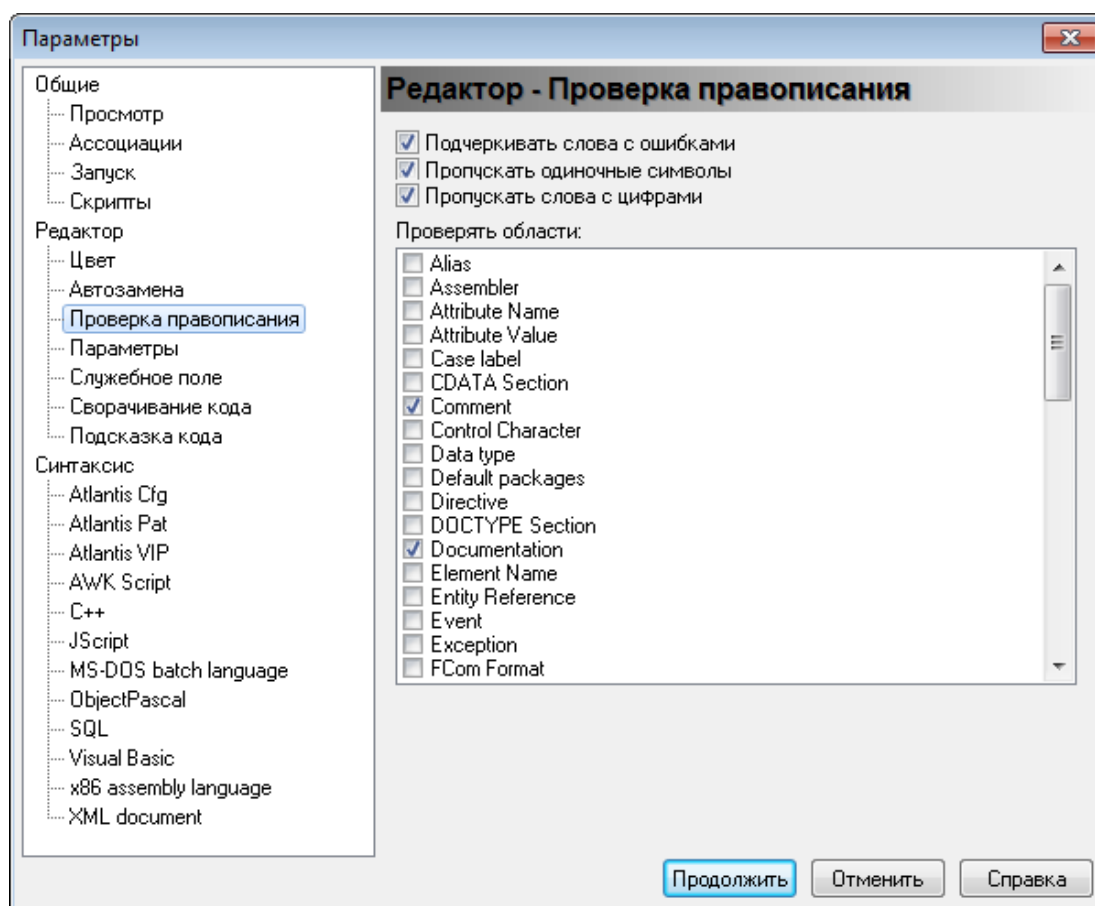 Параметры
Общие
Просмотр
Ассоциации
Запуск
Скрипты
Редактор
Цвет
Автозамена
Проверка правописания
Параметры
Служебное поле
Сворачивание кода
Подсказка кода
Синтаксис
Atlantis Cfg
Atlantis Pat
Atlantis VIP
AWK Script
C++
JScript
MS-DOS batch language
ObjectPascal
SQL
Visual Basic
x86 assembly language
XML document
Редактор - Проверка правописания
Подчеркивать слова с ошибками
Пропускать одиночные символы
Пропускать слова с цифрами
Проверять области:
Alias
Assembler
Attribute Name
Attribute Value
Case label
CDATA Section
Comment
Control Character
Data type
Default packages
Directive
DOCTYPE Section
Documentation
Element Name
Entity Reference
Event
Exception
FCom Format
Продолжить
Отменить
Справка